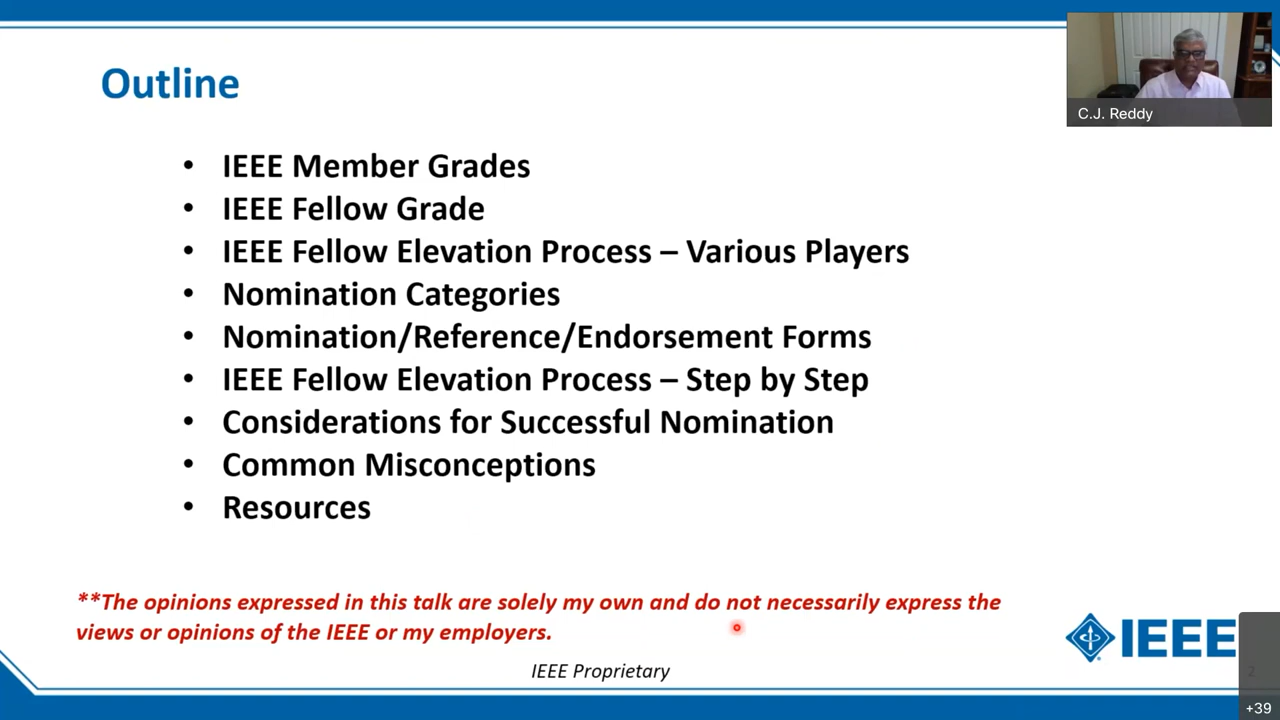 Outline
C.J. Reddy
• IEEE Member Grades
• IEEE Fellow Grade
• IEEE Fellow Elevation Process – Various Players
• Nomination Categories
• Nomination/Reference/Endorsement Forms
• IEEE Fellow Elevation Process – Step by Step
• Considerations for Successful Nomination
• Common Misconceptions
• Resources
**The opinions expressed in this talk are solely my own and do not necessarily express the
views or opinions of the IEEE or my employers.
IEEE
IEEE Proprietary
2
+39